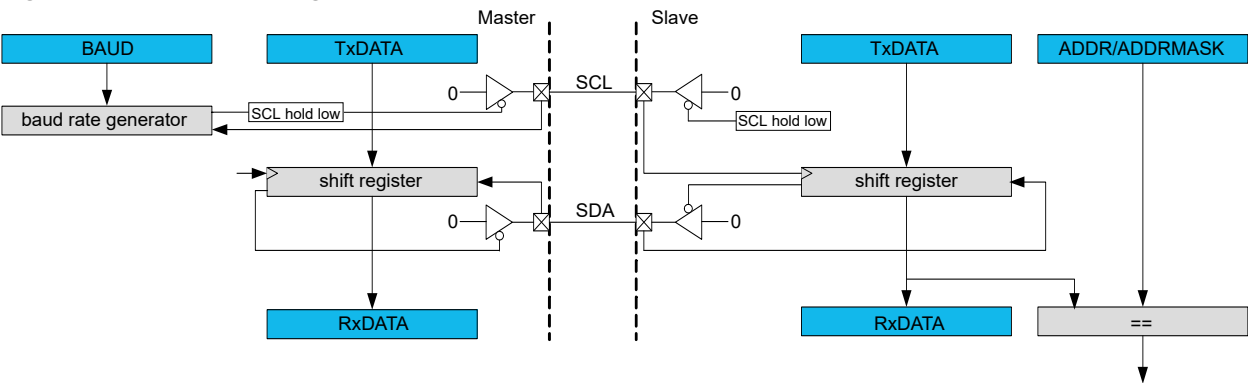 Master
Slave
BAUD
TxDATA
TxDATA
ADDR/ADDRMASK
0
SCL
0
baud rate generator
SCL hold low
SCL hold low
shift register
shift register
0
SDA
0
RxDATA
RxDATA
==